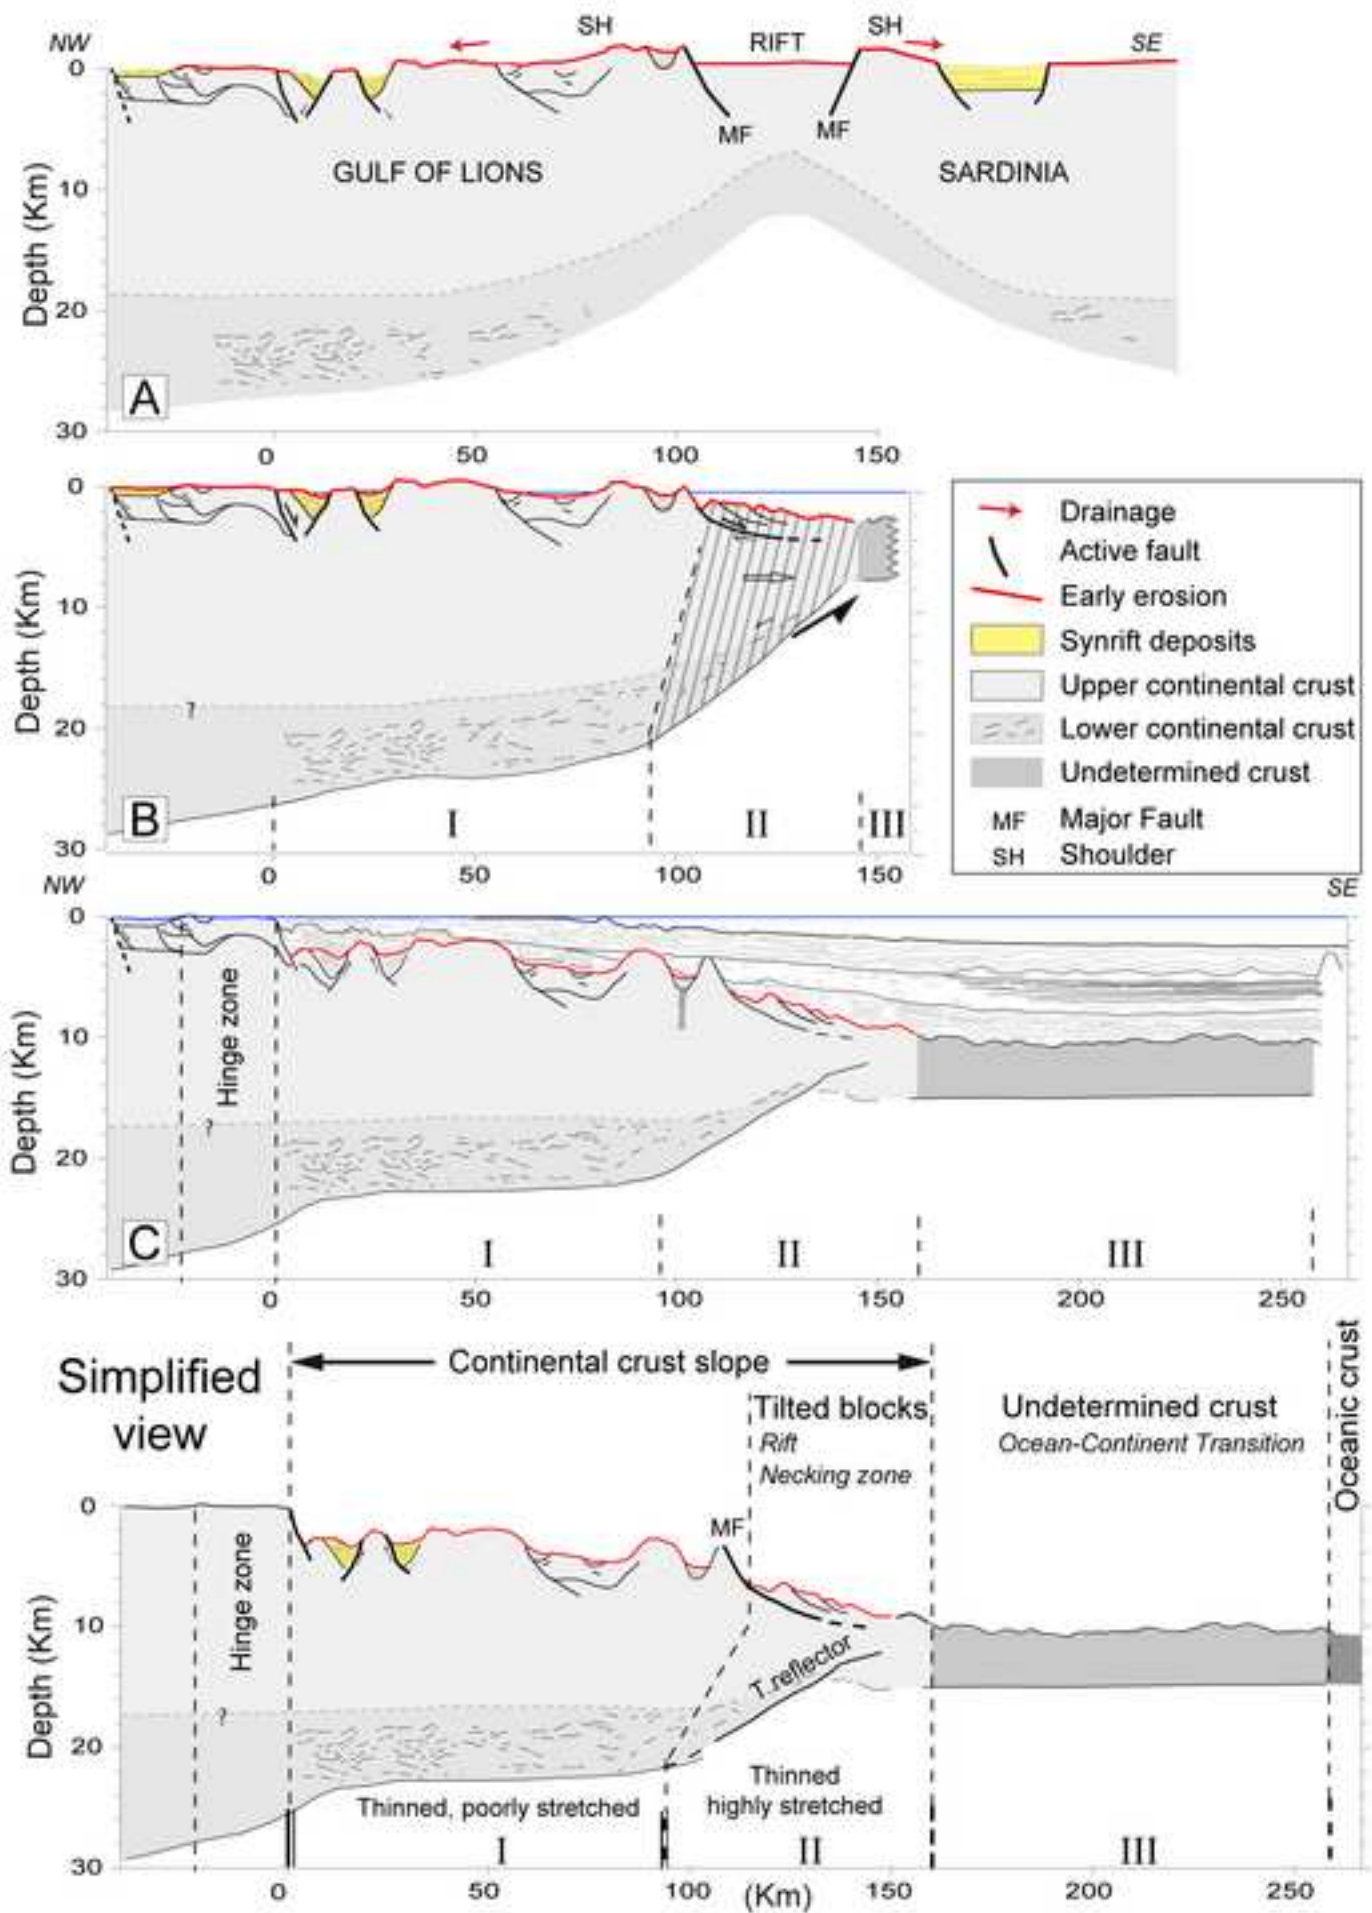 SH SH
NW RIFT SE
0
MF MF
GULF OF LIONS SARDINIA
10
Depth (Km)
20
A
30
0 50 100 150
0
10
Depth (Km)
?
20
B I II III
30
0 50 100 150
Drainage
Active fault
Early erosion
Synrift deposits
Upper continental crust
Lower continental crust
Undetermined crust
MF Major Fault
SH Shoulder
NW SE
0
Hinge zone
10
Depth (Km)
?
20
C I II III
30
0 50 100 150 200 250
Simplified
view
Continental crust slope
Tilted blocks
Rift
Necking zone
Undetermined crust
Ocean-Continent Transition
Oceanic crust
0
MF
Hinge zone
10
Depth (Km)
T.reflector
?
20
Thinned, poorly stretched
Thinned
highly stretched
I II III
30
0 50 100 (Km) 150 200 250